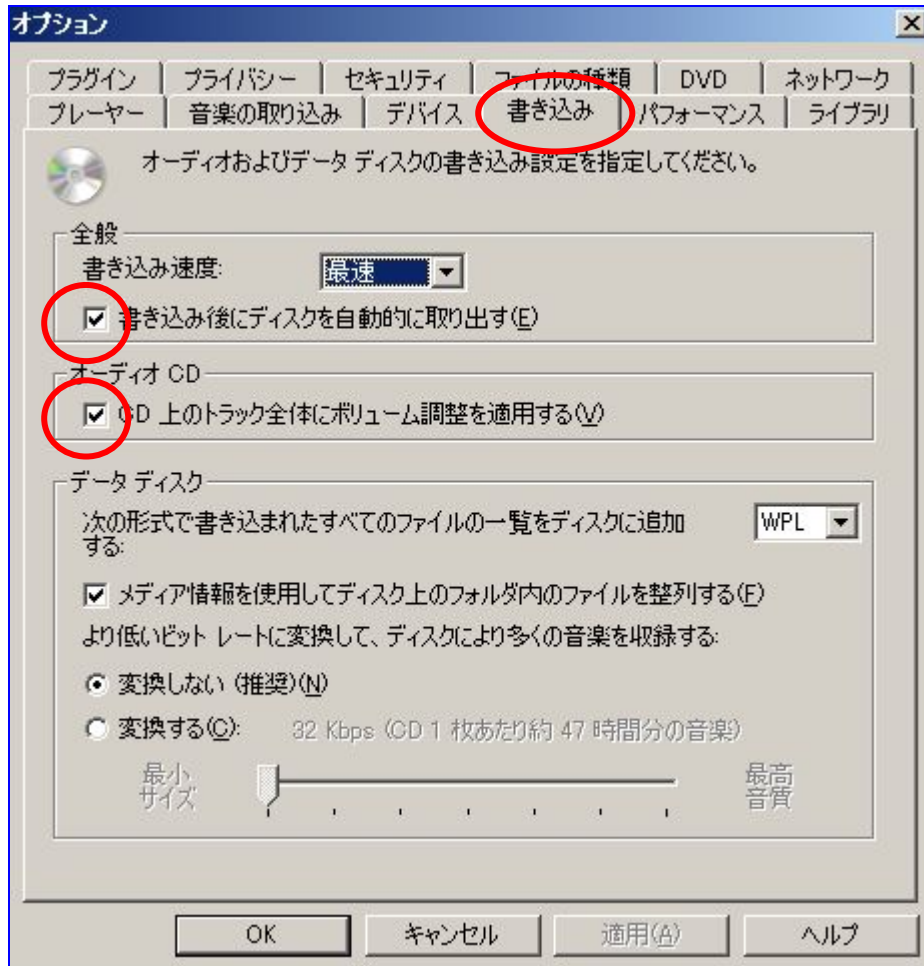 オプション
プラグイン プライバシー セキュリティ ファイルの種類 DVD ネットワーク
プレーヤー 音楽の取り込み デバイス 書き込み パフォーマンス ライブラリ
オーディオおよびデータ ディスクの書き込み設定を指定してください。
全般
書き込み速度: 最速
書き込み後にディスクを自動的に取り出す(E)
オーディオ CD
CD 上のトラック全体にボリューム調整を適用する(V)
データ ディスク
次の形式で書き込まれたすべてのファイルの一覧をディスクに追加 WPL
する:
メディア情報を使用してディスク上のフォルダ内のファイルを整列する(F)
より低いビット レートに変換して、ディスクにより多くの音楽を収録する:
変換しない (推奨)(N)
変換する(C): 32 Kbps (CD 1 枚あたり約 47 時間分の音楽)
最小 最高
サイズ 音質
OK キャンセル 適用(A) ヘルプ